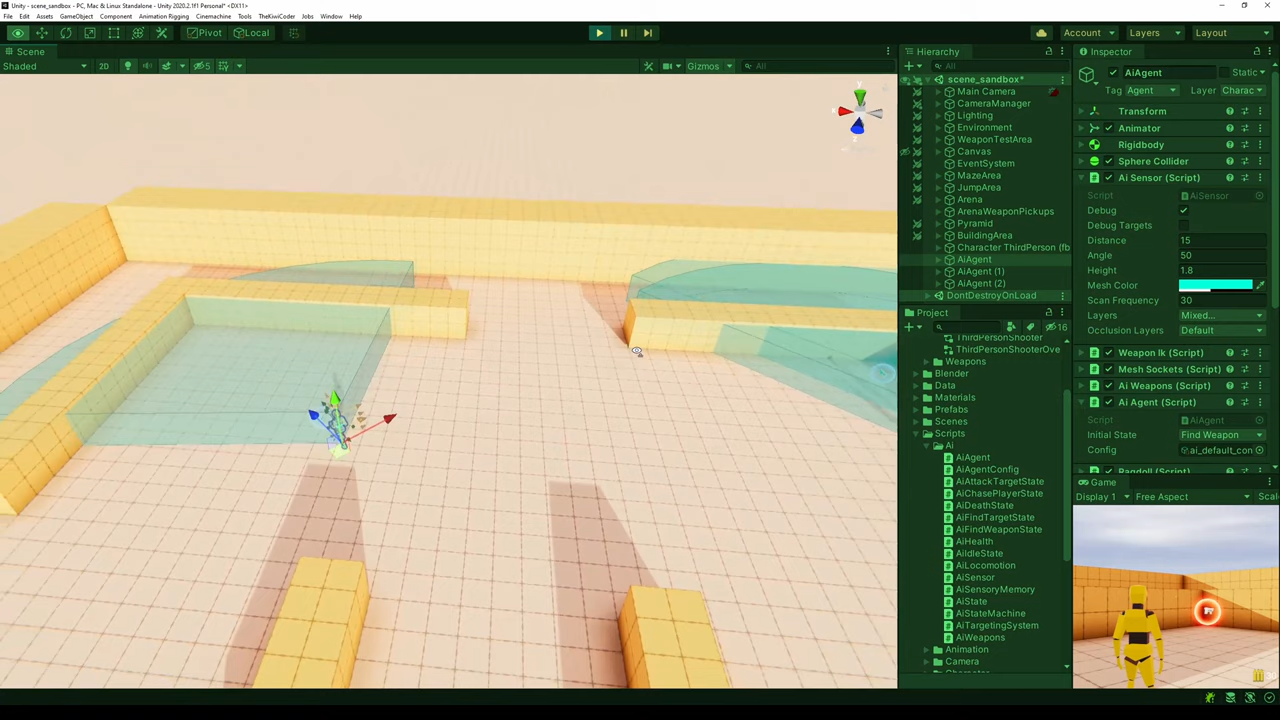 Unity - scene_sandbox - PC, Mac & Linux Standalone - Unity 2020.2.1f1 Personal* <DX11>
File Edit Assets GameObject Component Animation Rigging Cinemachine Tools TheKiwiCoder Jobs Window Help
Pivot Local Account Layers Layout
Scene
Shaded 2D 5 Gizmos All
Hierarchy
All
scene_sandbox*
Main Camera
CameraManager
Lighting
Environment
WeaponTestArea
Canvas
EventSystem
MazeArea
JumpArea
Arena
ArenaWeaponPickups
Pyramid
BuildingArea
Character ThirdPerson (fb
AiAgent
AiAgent (1)
AiAgent (2)
DontDestroyOnLoad
Project
16
ThirdPersonShooter
ThirdPersonShooterOve
Weapons
Blender
Data
Materials
Prefabs
Scenes
Scripts
Ai
AiAgent
AiAgentConfig
AiAttackTargetState
AiChasePlayerState
AiDeathState
AiFindTargetState
AiFindWeaponState
AiHealth
AiIdleState
AiLocomotion
AiSensor
AiSensoryMemory
AiState
AiStateMachine
AiTargetingSystem
AiWeapons
Animation
Camera
Character
Inspector
AiAgent Static
Tag Agent Layer Charac
Transform
Animator
Rigidbody
Sphere Collider
Ai Sensor (Script)
Script AiSensor
Debug
Debug Targets
Distance 15
Angle 50
Height 1.8
Mesh Color
Scan Frequency 30
Layers Mixed...
Occlusion Layers Default
Weapon Ik (Script)
Mesh Sockets (Script)
Ai Weapons (Script)
Ai Agent (Script)
Script AiAgent
Initial State Find Weapon
Config ai_default_con
Ragdoll (Script)
Game
Display 1 Free Aspect Scal